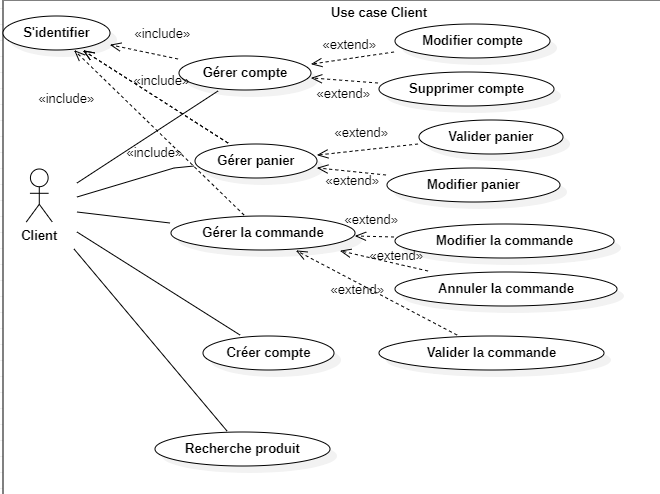 Use case Client
S'identifier
«include»
Modifier compte
«extend»
Gérer compte
«include»
Supprimer compte
«extend»
«include»
Valider panier
«extend»
«include»
Gérer panier
Modifier panier
«extend»
Client
Gérer la commande
«extend»
Modifier la commande
«extend»
Annuler la commande
«extend»
Créer compte
Valider la commande
Recherche produit